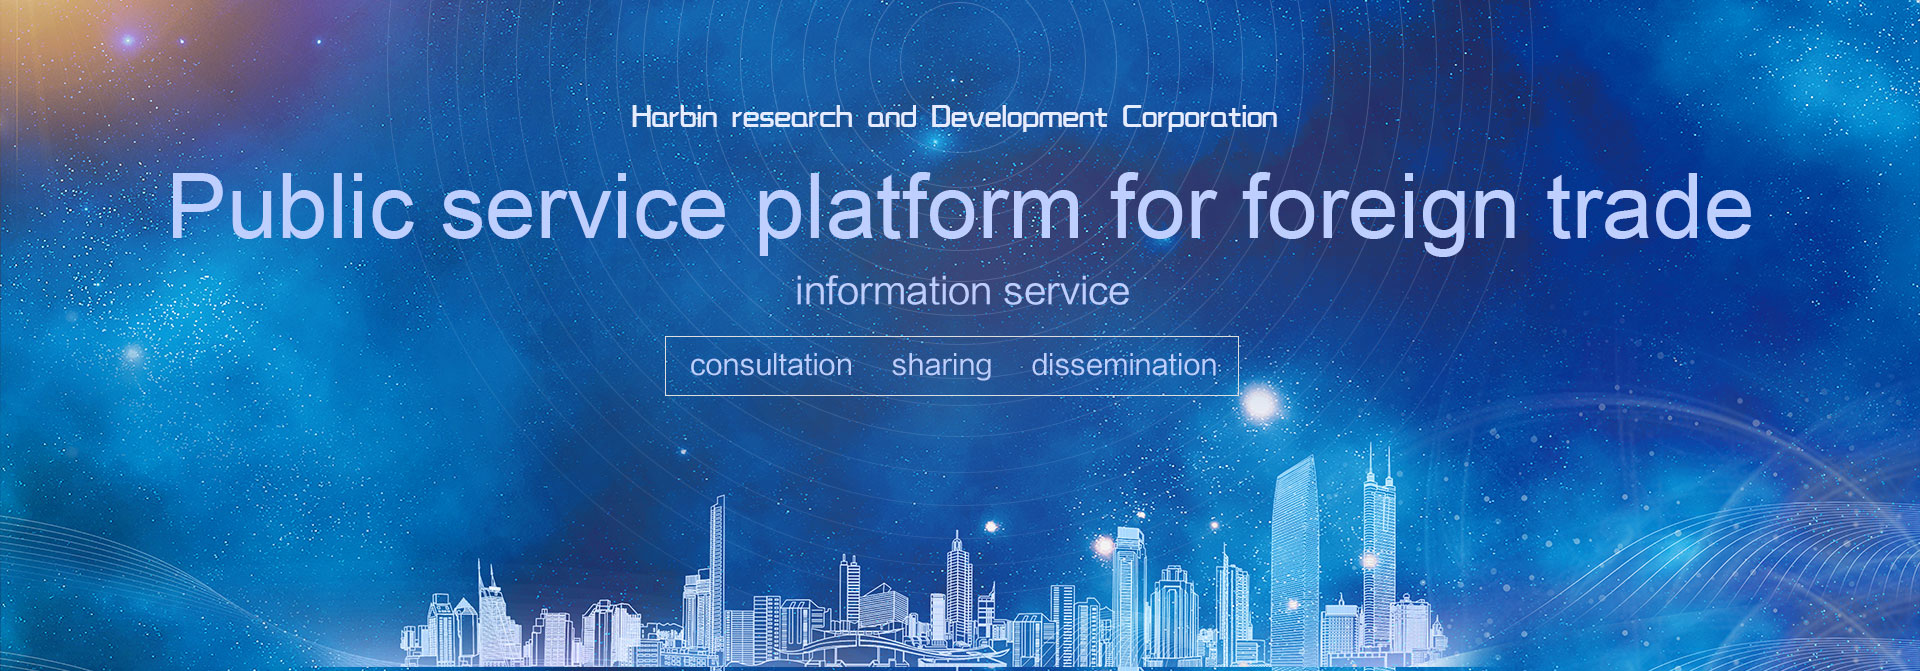 Harbin research and Development Corporation
Public service platform for foreign trade
information service
consultation sharing dissemination